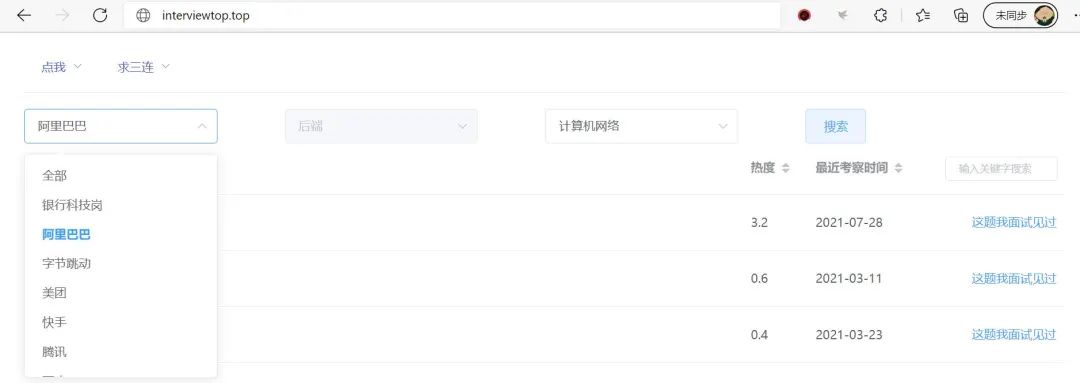 interviewtop.top
未同步
点我
求三连
阿里巴巴
后端
计算机网络
搜索
热度
最近考察时间
输入关键字搜索
全部
银行科技岗
阿里巴巴
字节跳动
美团
快手
腾讯
3.2
2021-07-28
这题我面试见过
0.6
2021-03-11
这题我面试见过
0.4
2021-03-23
这题我面试见过